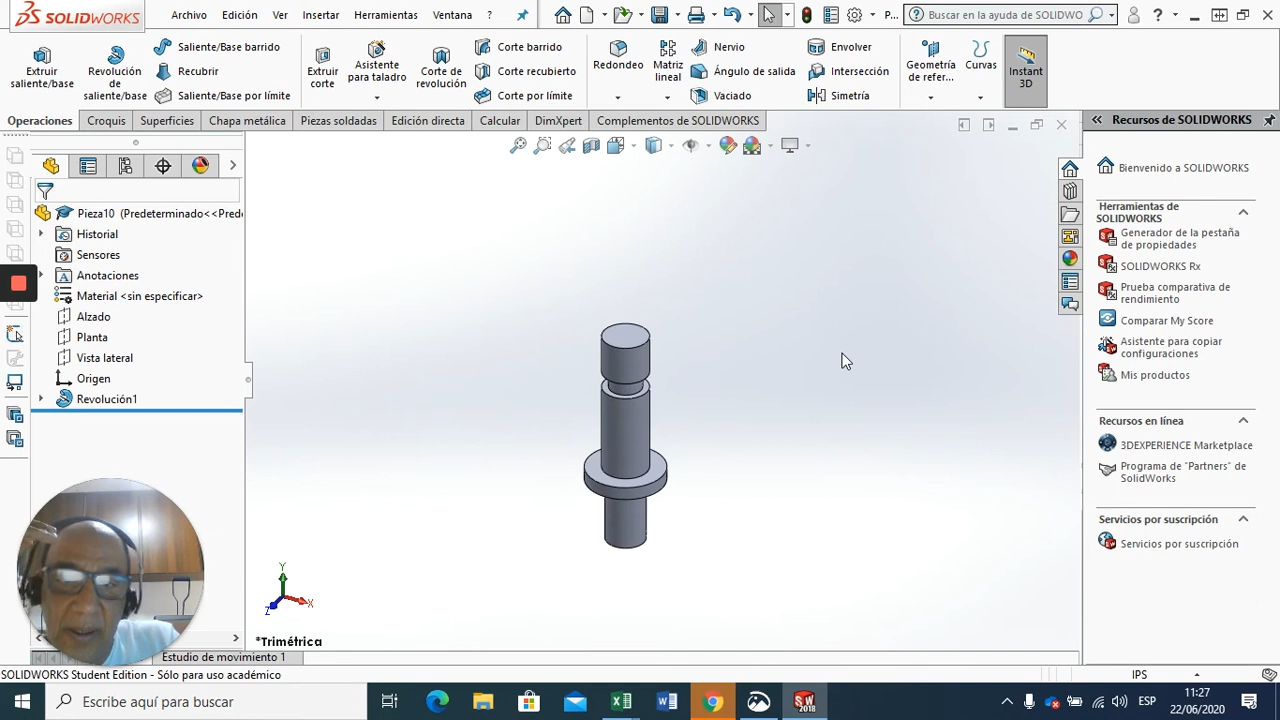 SOLIDWORKS
Archivo
Edición
Ver
Insertar
Herramientas
Ventana
?
P...
Buscar en la ayuda de SOLIDWO
?
Extruir
saliente/base
Revolución
de
saliente/base
Saliente/Base barrido
Recubrir
Saliente/Base por límite
Extruir
corte
Asistente
para taladro
Corte de
revolución
Corte barrido
Corte recubierto
Corte por límite
Redondeo
Matriz
lineal
Nervio
Ángulo de salida
Vaciado
Envolver
Intersección
Simetría
Geometría
de refer...
Curvas
Instant
3D
Operaciones
Croquis
Superficies
Chapa metálica
Piezas soldadas
Edición directa
Calcular
DimXpert
Complementos de SOLIDWORKS
Recursos de SOLIDWORKS
Pieza10 (Predeterminado<<Prede
Historial
Sensores
Anotaciones
Material <sin especificar>
Alzado
Planta
Vista lateral
Origen
Revolución1
Bienvenido a SOLIDWORKS
Herramientas de
SOLIDWORKS
Generador de la pestaña
de propiedades
SOLIDWORKS Rx
Prueba comparativa de
rendimiento
Comparar My Score
Asistente para copiar
configuraciones
Mis productos
Recursos en línea
3DEXPERIENCE Marketplace
Programa de "Partners" de
SolidWorks
Servicios por suscripción
Servicios por suscripción
Y
Z
X
*Trimétrica
Estudio de movimiento 1
SOLIDWORKS Student Edition - Sólo para uso académico
IPS
Escribe aquí para buscar
SW
2018
ESP
11:27
22/06/2020